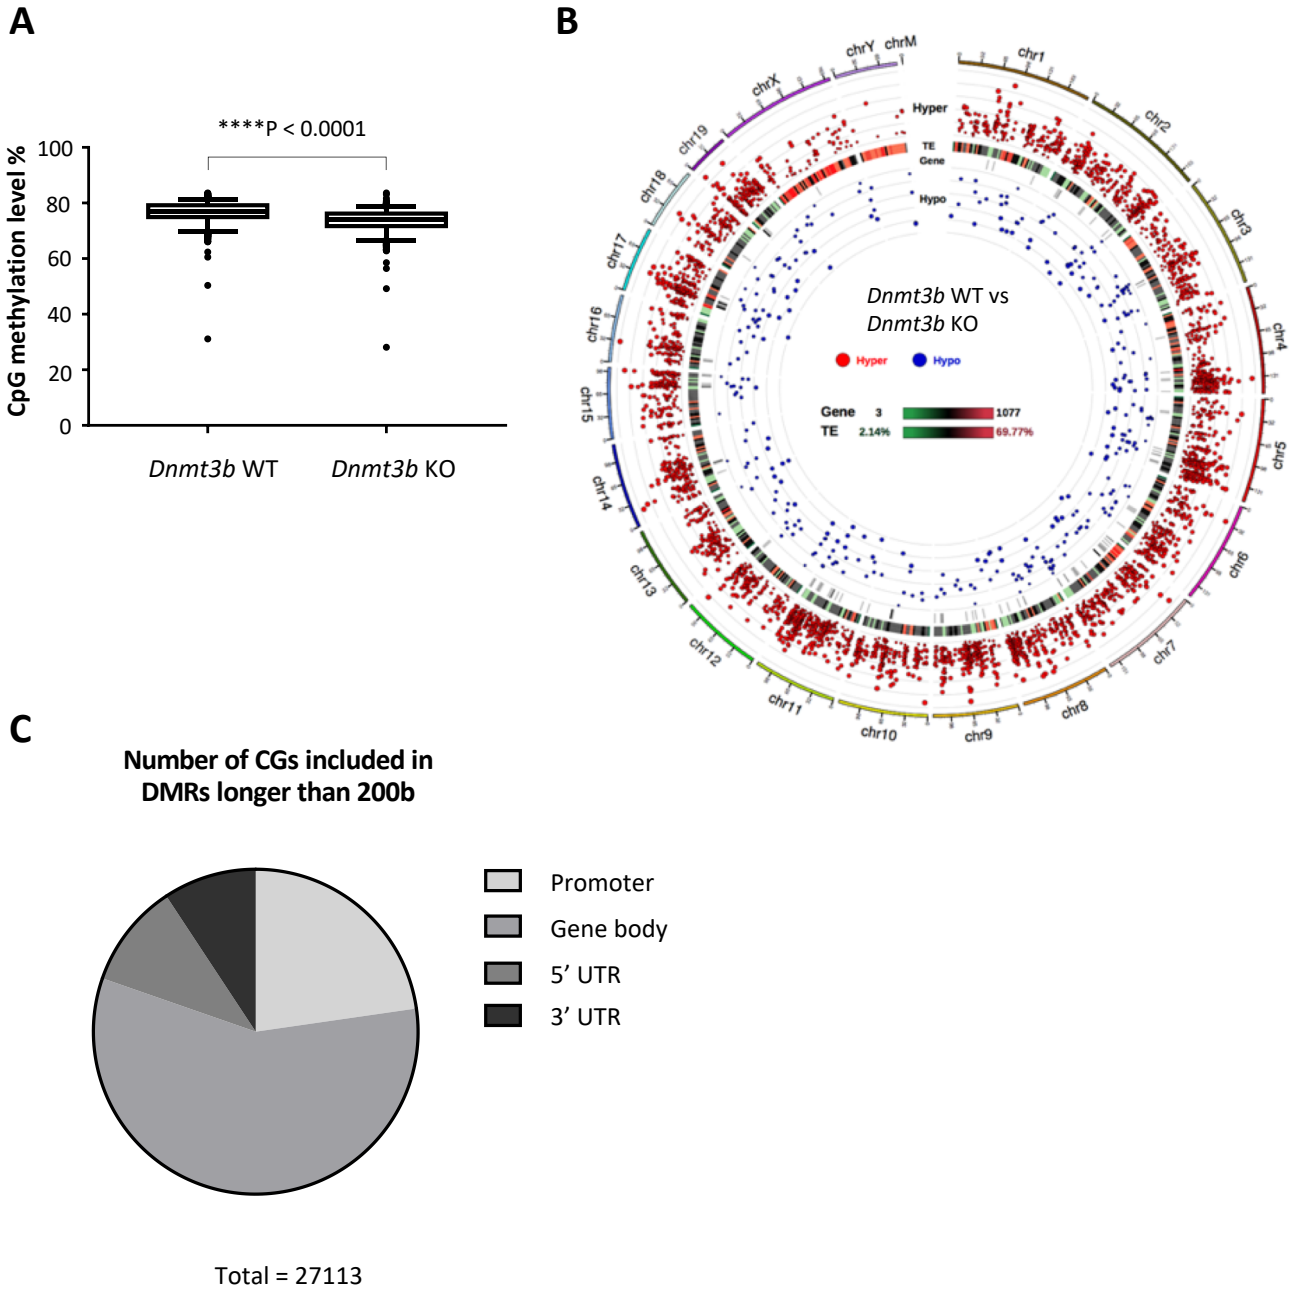 A
****P < 0.0001
CpG methylation level %
100
80
60
40
20
0
Dnmt3b WT
Dnmt3b KO
B
chr1
chr2
chr3
chr4
chr5
chr6
chr7
chr8
chr9
chr10
chr11
chr12
chr13
chr14
chr15
chr16
chr17
chr18
chr19
chrX
chrY
chrM
Hyper
TE
Gene
Hypo
Dnmt3b WT vs
Dnmt3b KO
Hyper Hypo
Gene 3 1077
TE 2.14% 69.77%
C
Number of CGs included in
DMRs longer than 200b
Promoter
Gene body
5’ UTR
3’ UTR
Total = 27113